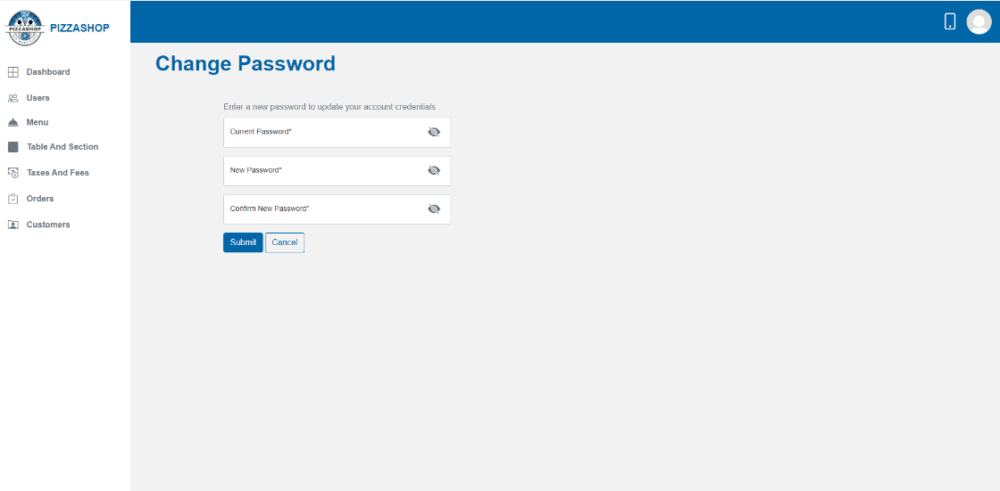 PIZZASHOP
PIZZASHOP
Dashboard
Users
Menu
Table And Section
Taxes And Fees
Orders
Customers
Change Password
Enter a new password to update your account credentials
Current Password*
New Password*
Confirm New Password*
Submit Cancel